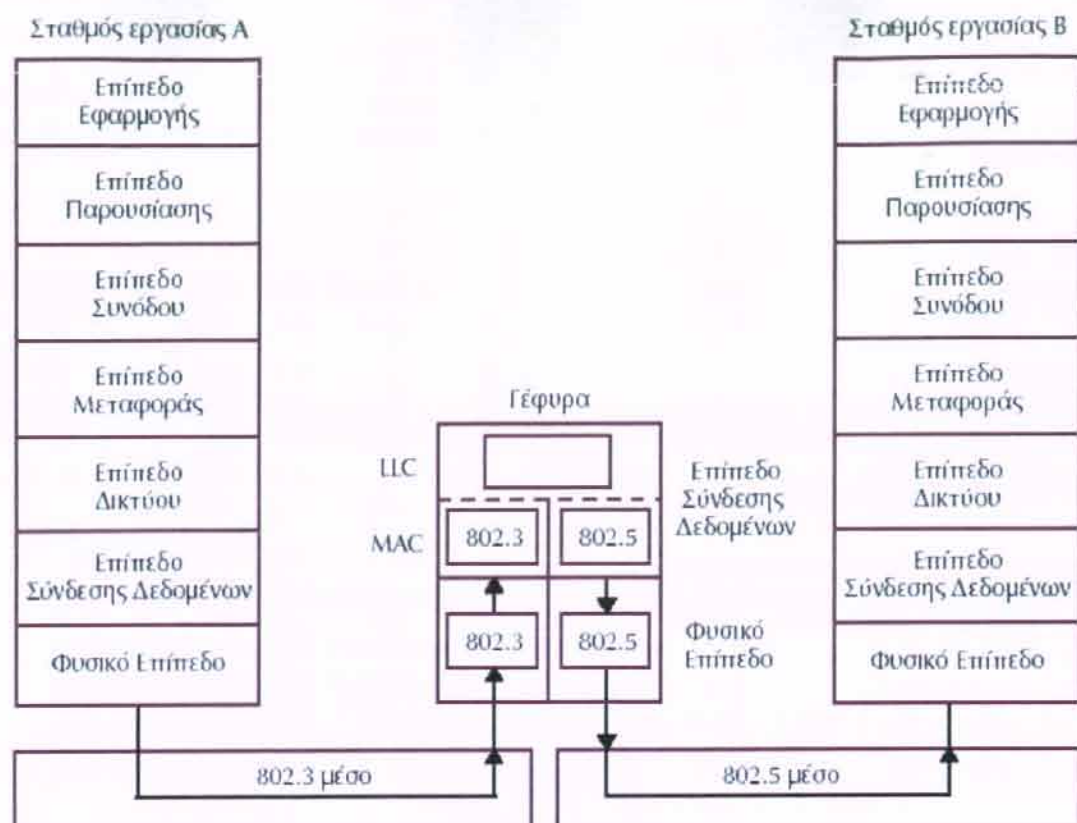 Σταθμός εργασίας Α
Επίπεδο
Εφαρμογής
Επίπεδο
Παρουσίασης
Επίπεδο
Συνόδου
Επίπεδο
Μεταφοράς
Επίπεδο
Δικτύου
Επίπεδο
Σύνδεσης Δεδομένων
Φυσικό Επίπεδο
Γέφυρα
LLC
MAC
802.3
802.5
802.3
802.5
Επίπεδο
Σύνδεσης
Δεδομένων
Φυσικό
Επίπεδο
Σταθμός εργασίας Β
Επίπεδο
Εφαρμογής
Επίπεδο
Παρουσίασης
Επίπεδο
Συνόδου
Επίπεδο
Μεταφοράς
Επίπεδο
Δικτύου
Επίπεδο
Σύνδεσης Δεδομένων
Φυσικό Επίπεδο
802.3 μέσο
802.5 μέσο